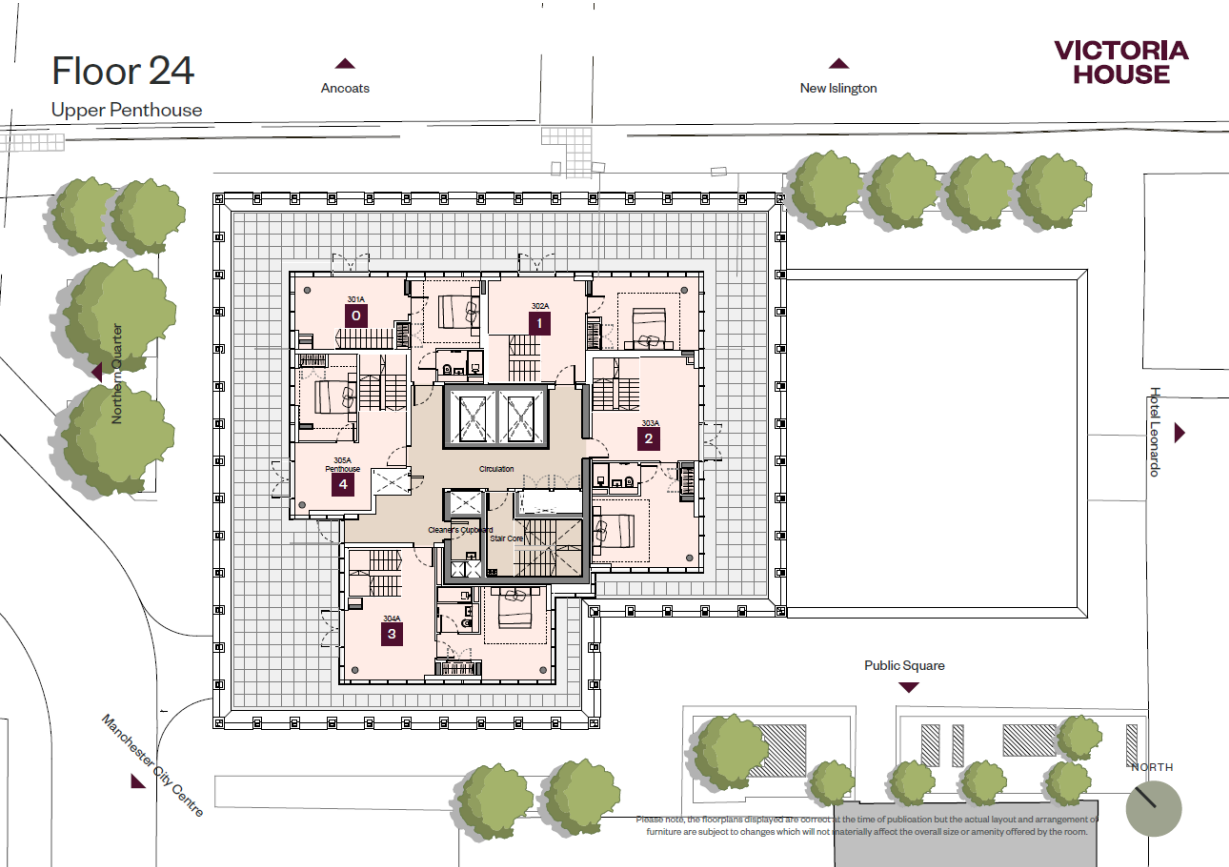 Floor 24
Upper Penthouse
Ancoats
New Islington
VICTORIA
HOUSE
Northern Quarter
301A
0
302A
1
303A
2
305A
Penthouse
4
Circulation
Cleaner's Cupboard
Stair Core
304A
3
Hotel Leonardo
Public Square
Manchester City Centre
NORTH
Please note, the floorplans displayed are correct at the time of publication but the actual layout and arrangement of
furniture are subject to changes which will not materially affect the overall size or amenity offered by the room.